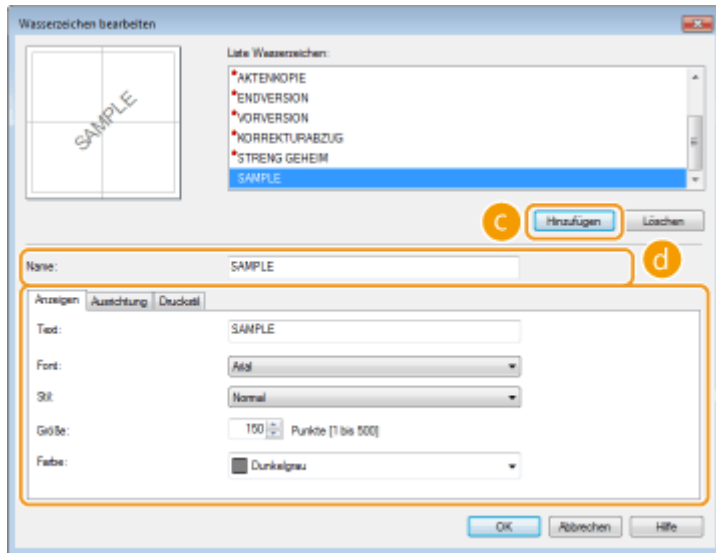 Wasserzeichen bearbeiten
Liste Wasserzeichen:
SAMPLE
*AKTENKOPIE
*ENDVERSION
*VORVERSION
*KORREKTURABZUG
*STRENG GEHEIM
SAMPLE
c Hinzufügen Löschen
d
Name: SAMPLE
Anzeigen Ausrichtung Druckstil
Text: SAMPLE
Font: Arial
Stil: Normal
Größe: 150 Punkte [1 bis 500]
Farbe: Dunkelgrau
OK Abbrechen Hilfe